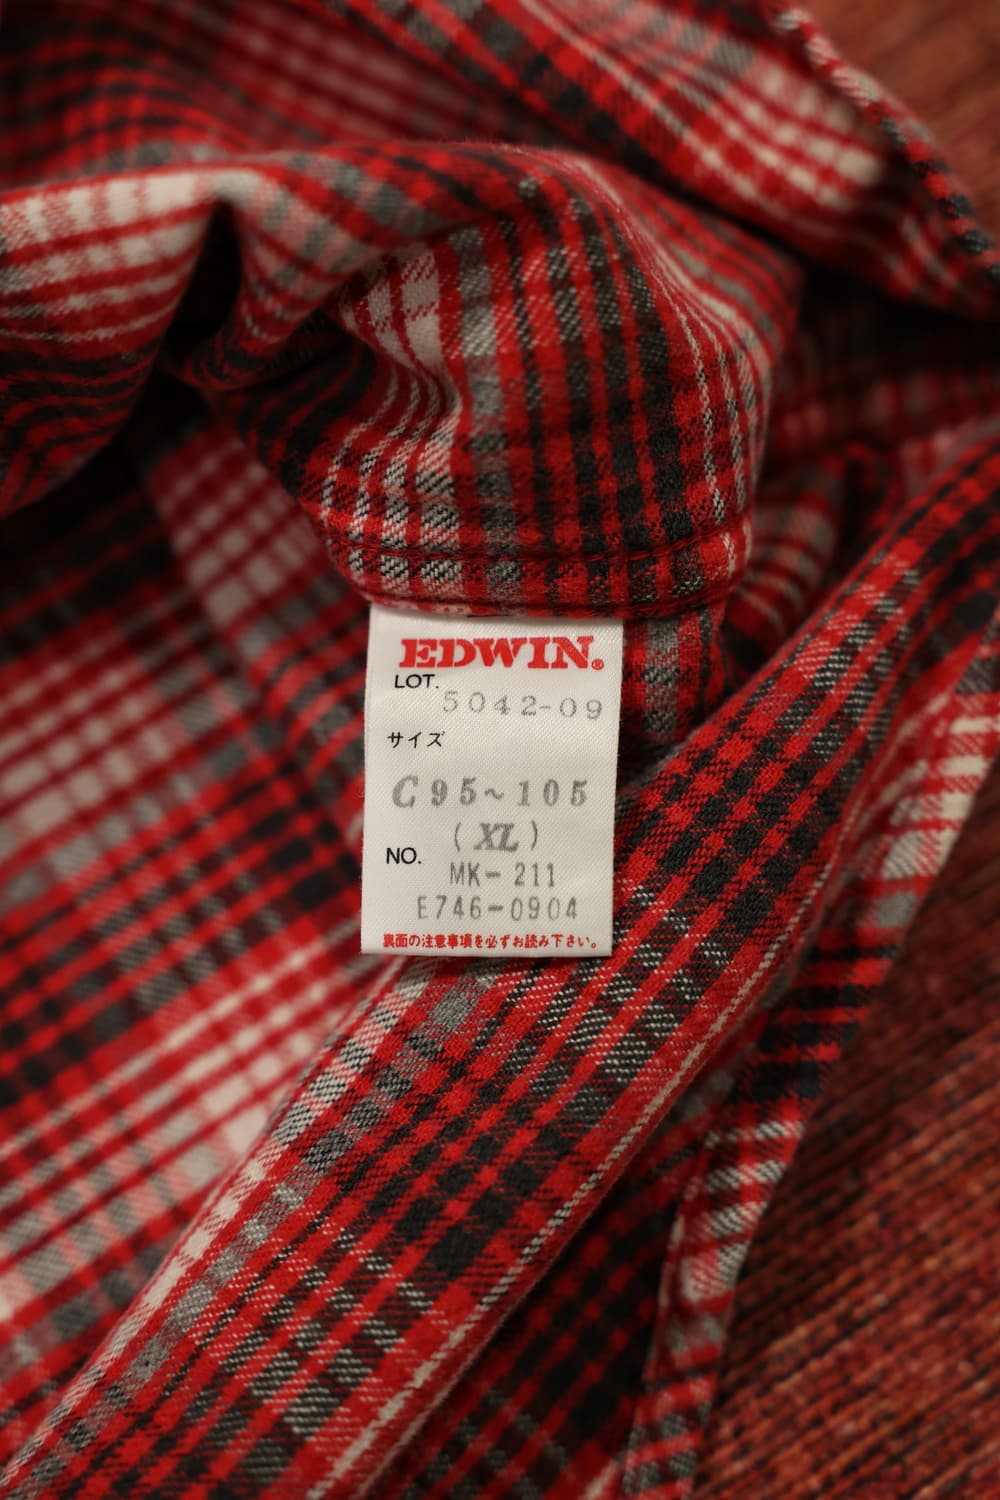 EDWIN®
LOT.
5042-09
サイズ
C95~105
(XL)
NO.
MK-211
E746-0904
裏面の注意事項を必ずお読み下さい。